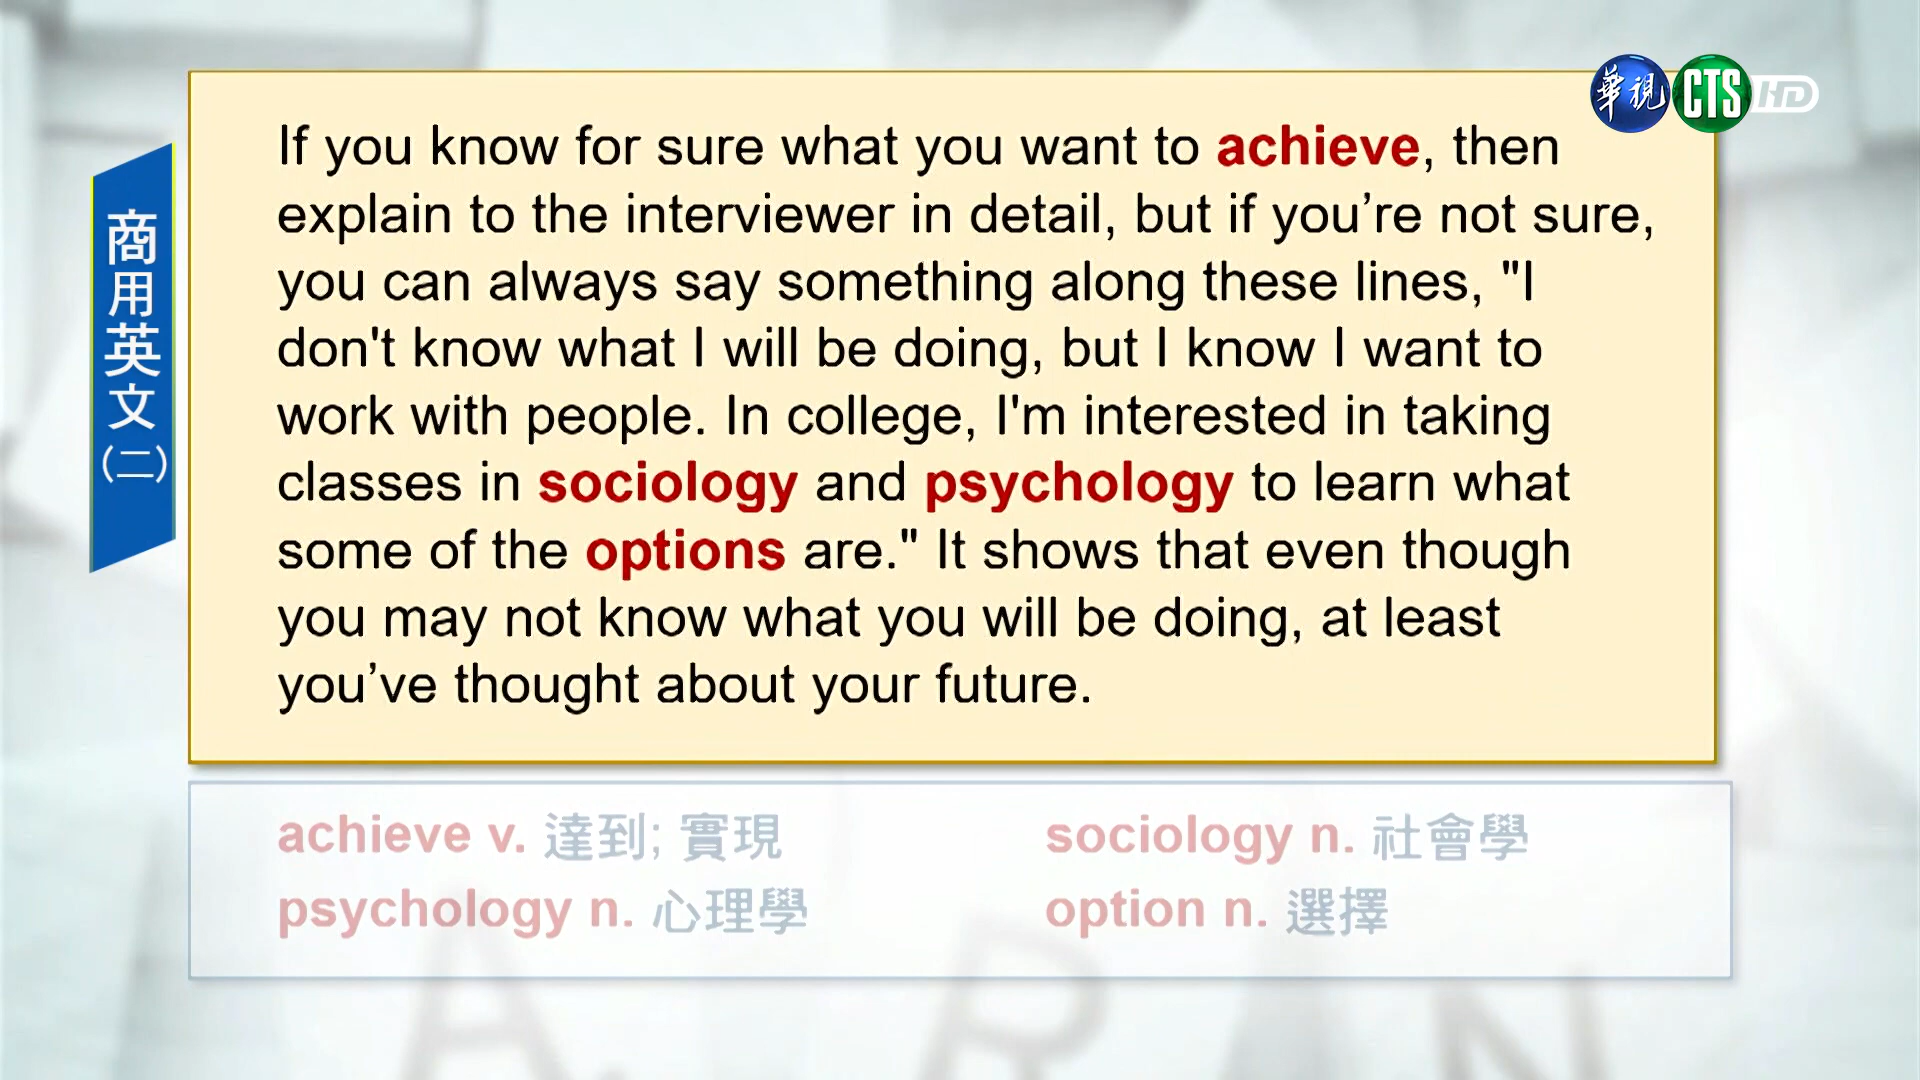 華視 CTS HD
商用英文(二)
If you know for sure what you want to achieve, then
explain to the interviewer in detail, but if you’re not sure,
you can always say something along these lines, "I
don't know what I will be doing, but I know I want to
work with people. In college, I'm interested in taking
classes in sociology and psychology to learn what
some of the options are." It shows that even though
you may not know what you will be doing, at least
you’ve thought about your future.
achieve v. 達到; 實現
sociology n. 社會學
psychology n. 心理學
option n. 選擇